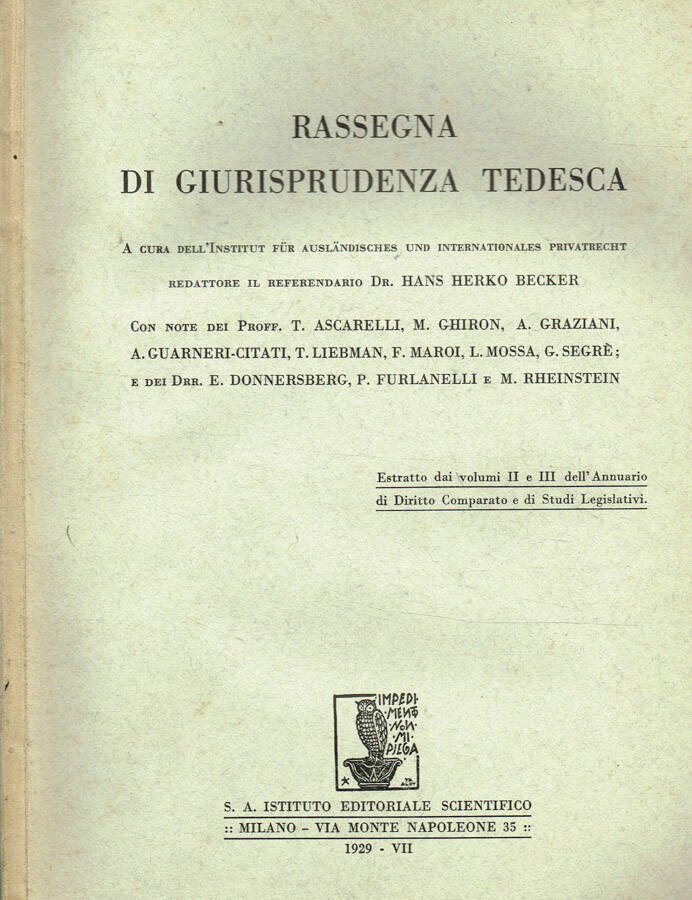 RASSEGNA
DI GIURISPRUDENZA TEDESCA
A CURA DELL'INSTITUT FÜR AUSLÄNDISCHES UND INTERNATIONALES PRIVATRECHT
REDATTORE IL REFERENDARIO DR. HANS HERKO BECKER
CON NOTE DEI PROFF. T. ASCARELLI, M. GHIRON, A. GRAZIANI,
A. GUARNERI-CITATI, T. LIEBMAN, F. MAROI, L. MOSSA, G. SEGRÈ;
E DEI DRR. E. DONNERSBERG, P. FURLANELLI E M. RHEINSTEIN
Estratto dai volumi II e III dell'Annuario
di Diritto Comparato e di Studi Legislativi.
IMPEDI-
·MENTO
·NON·
·MI·
PIEGA
S. A. ISTITUTO EDITORIALE SCIENTIFICO
:: MILANO – VIA MONTE NAPOLEONE 35 ::
1929 - VII